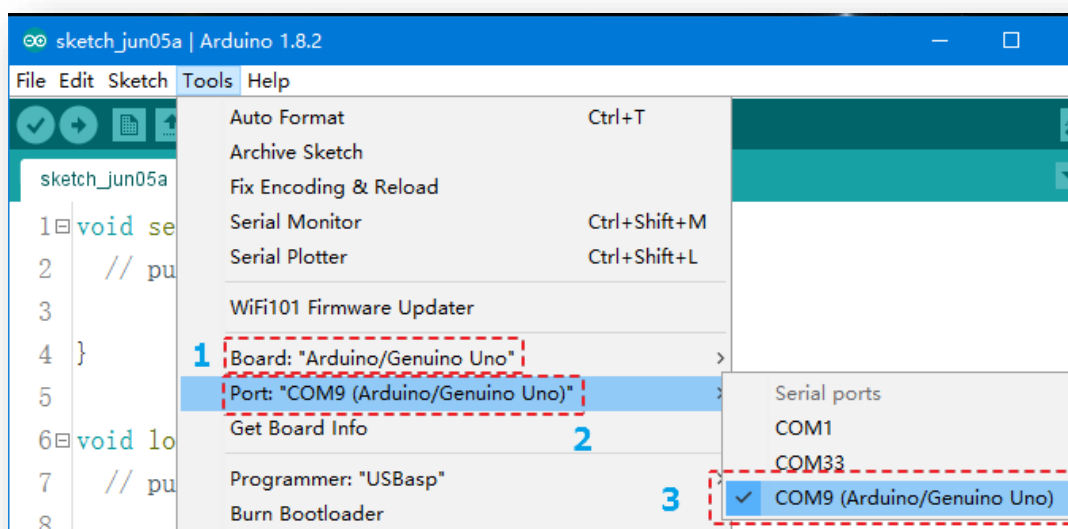 sketch_jun05a | Arduino 1.8.2
File Edit Sketch Tools Help
sketch_jun05a
Auto Format Ctrl+T
Archive Sketch
Fix Encoding & Reload
Serial Monitor Ctrl+Shift+M
Serial Plotter Ctrl+Shift+L
WiFi101 Firmware Updater
1 Board: "Arduino/Genuino Uno"
Port: "COM9 (Arduino/Genuino Uno)"
2
Get Board Info
Programmer: "USBasp"
Burn Bootloader
Serial ports
COM1
COM33
3 COM9 (Arduino/Genuino Uno)
1 void se
2 // pu
3
4 }
5
6 void lo
7 // pu
8